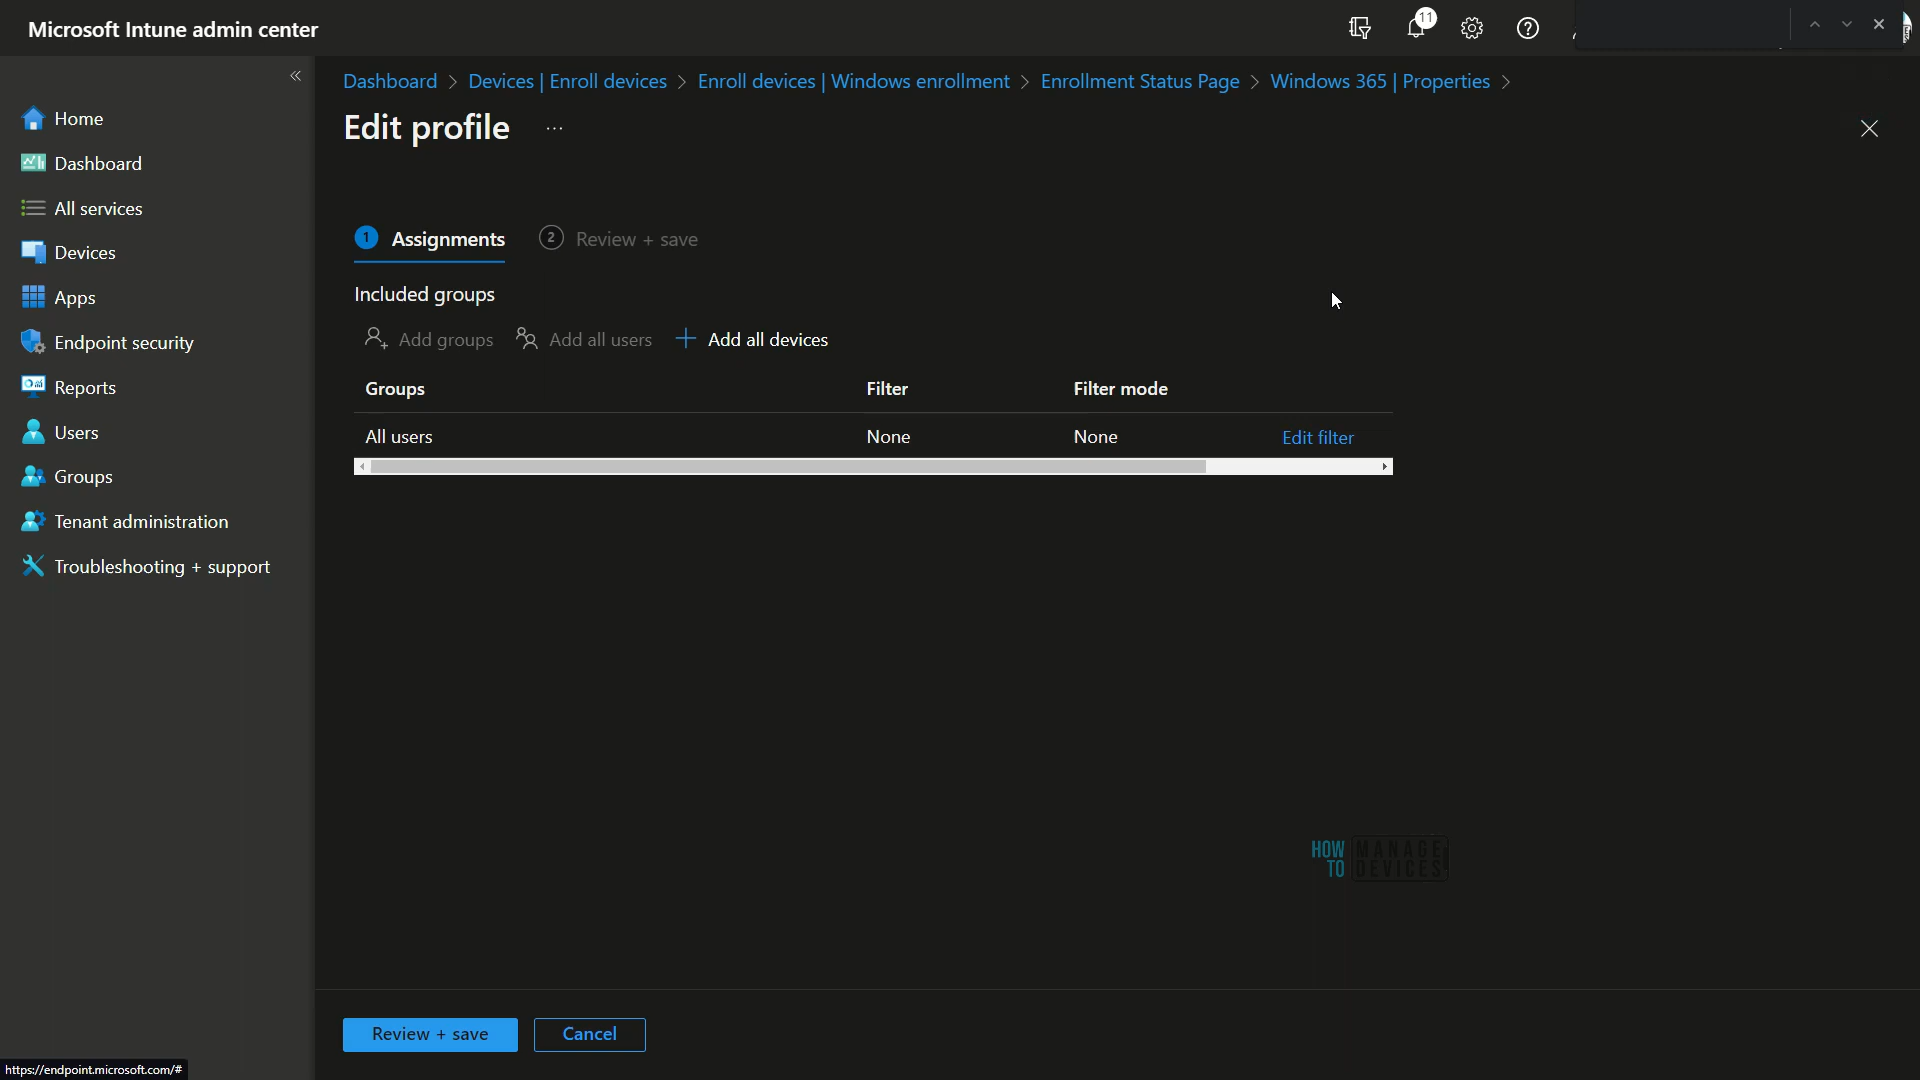 Microsoft Intune admin center
11
Dashboard > Devices | Enroll devices > Enroll devices | Windows enrollment > Enrollment Status Page > Windows 365 | Properties >
Edit profile ...
Home
Dashboard
All services
Devices
Apps
Endpoint security
Reports
Users
Groups
Tenant administration
Troubleshooting + support
1 Assignments 2 Review + save
Included groups
Add groups Add all users + Add all devices
Groups Filter Filter mode
All users None None Edit filter
HOW TO MANAGE DEVICES
Review + save Cancel
https://endpoint.microsoft.com/#